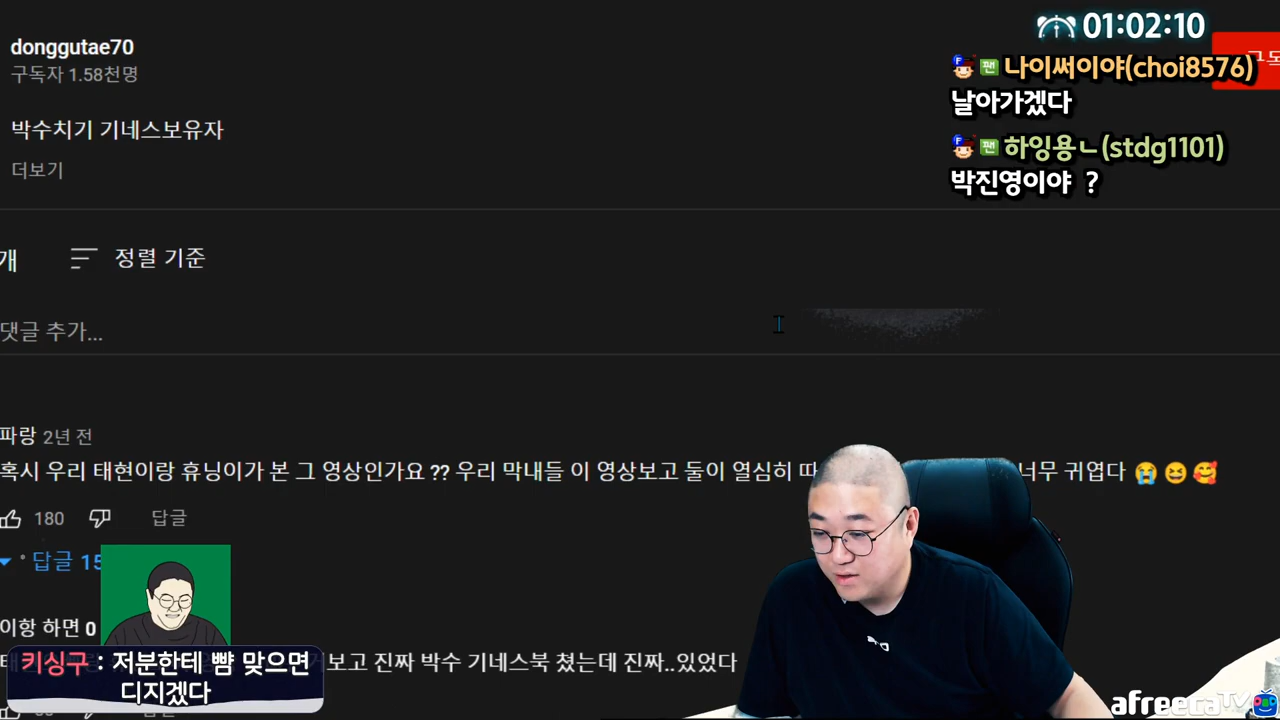 donggutae70
구독자 1.58천명
박수치기 기네스보유자
더보기
01:02:10
나이써이야(choi8576)
날아가겠다
하잉용ㄴ(stdg1101)
박진영이야 ?
개
정렬 기준
댓글 추가...
파랑 2년 전
혹시 우리 태현이랑 휴닝이가 본 그 영상인가요 ?? 우리 막내들 이 영상보고 둘이 열심히 따
너무 귀엽다 😭 😆 🥰
180
답글
답글 15
이항 하면 0
보고 진짜 박수 기네스북 쳤는데 진짜..있었다
키싱구 : 저분한테 뺨 맞으면
디지겠다
afreecaTV